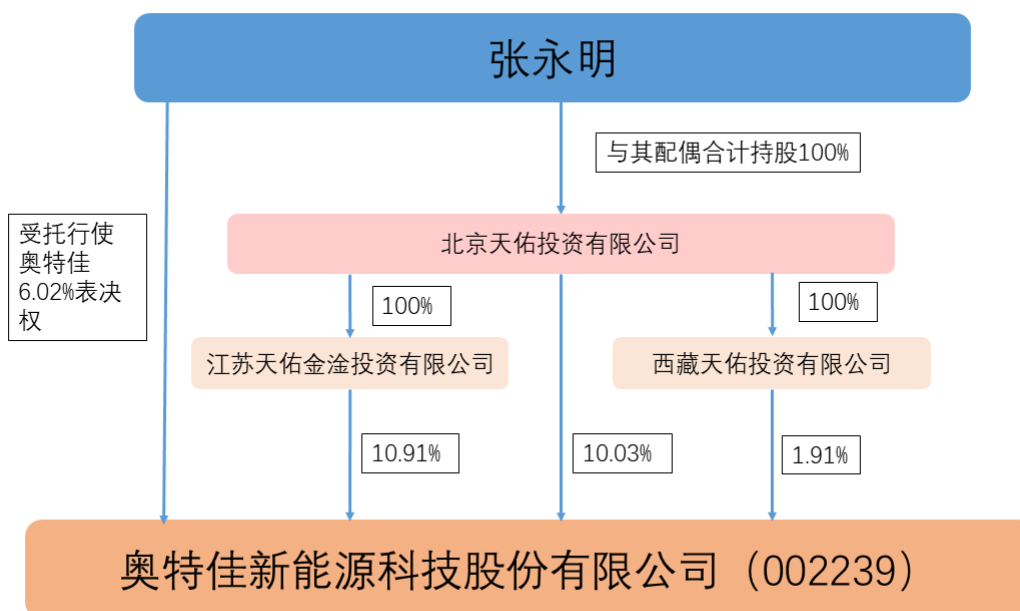 张永明
与其配偶合计持股100%
受托行使
奥特佳
6.02%表决
权
北京天佑投资有限公司
100%
100%
江苏天佑金淦投资有限公司
西藏天佑投资有限公司
10.91%
10.03%
1.91%
奥特佳新能源科技股份有限公司（002239）